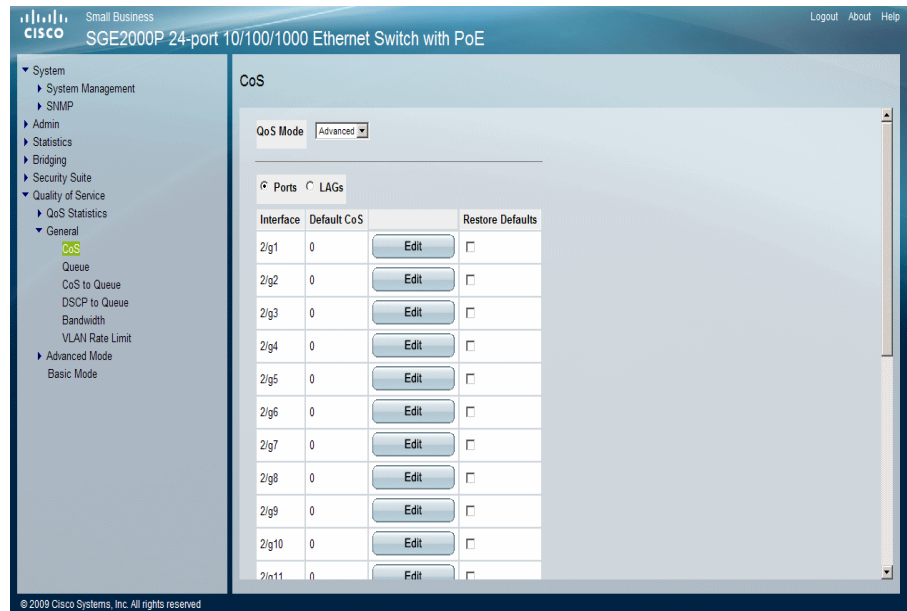 Small Business
Logout About Help
CISCO
SGE2000P 24-port 10/100/1000 Ethernet Switch with PoE
System
System Management
SNMP
Admin
Statistics
Bridging
Security Suite
Quality of Service
QoS Statistics
General
CoS
Queue
CoS to Queue
DSCP to Queue
Bandwidth
VLAN Rate Limit
Advanced Mode
Basic Mode
CoS
QoS Mode Advanced
Ports LAGs
Interface Default CoS Restore Defaults
2/g1 0 Edit
2/g2 0 Edit
2/g3 0 Edit
2/g4 0 Edit
2/g5 0 Edit
2/g6 0 Edit
2/g7 0 Edit
2/g8 0 Edit
2/g9 0 Edit
2/g10 0 Edit
2/g11 0 Edit
© 2009 Cisco Systems, Inc. All rights reserved